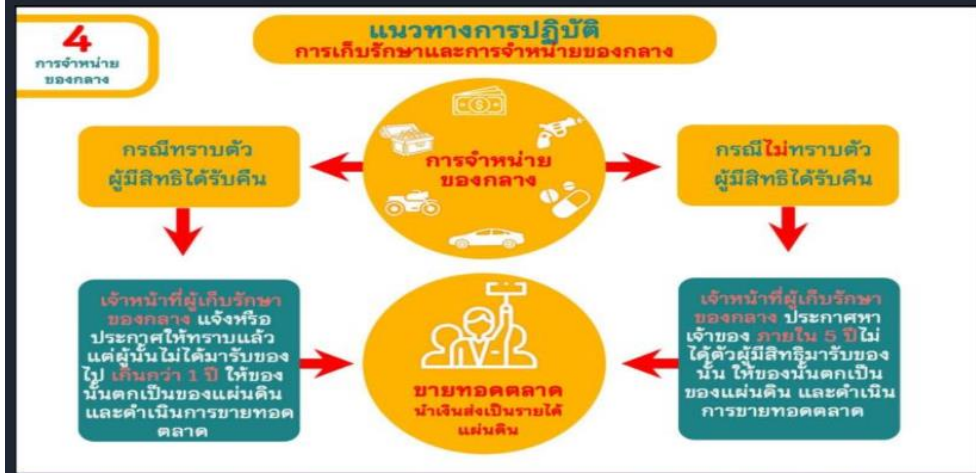 4
การจำหน่าย
ของกลาง
แนวทางการปฏิบัติ
การเก็บรักษาและการจำหน่ายของกลาง
กรณีทราบตัว
ผู้มีสิทธิได้รับคืน
การจำหน่าย
ของกลาง
กรณีไม่ทราบตัว
ผู้มีสิทธิได้รับคืน
เจ้าหน้าที่ผู้เก็บรักษา
ของกลาง แจ้งหรือ
ประกาศให้ทราบแล้ว
แต่ผู้นั้นไม่ได้มารับของ
ไป เกินกว่า 1 ปี ให้ของ
นั้นตกเป็นของแผ่นดิน
และดำเนินการขายทอด
ตลาด
ขายทอดตลาด
นำเงินส่งเป็นรายได้
แผ่นดิน
เจ้าหน้าที่ผู้เก็บรักษา
ของกลาง ประกาศหา
เจ้าของ ภายใน 5 ปีไม่
ได้ตัวผู้มีสิทธิมารับของ
นั้น ให้ของนั้นตกเป็น
ของแผ่นดิน และดำเนิน
การขายทอดตลาด